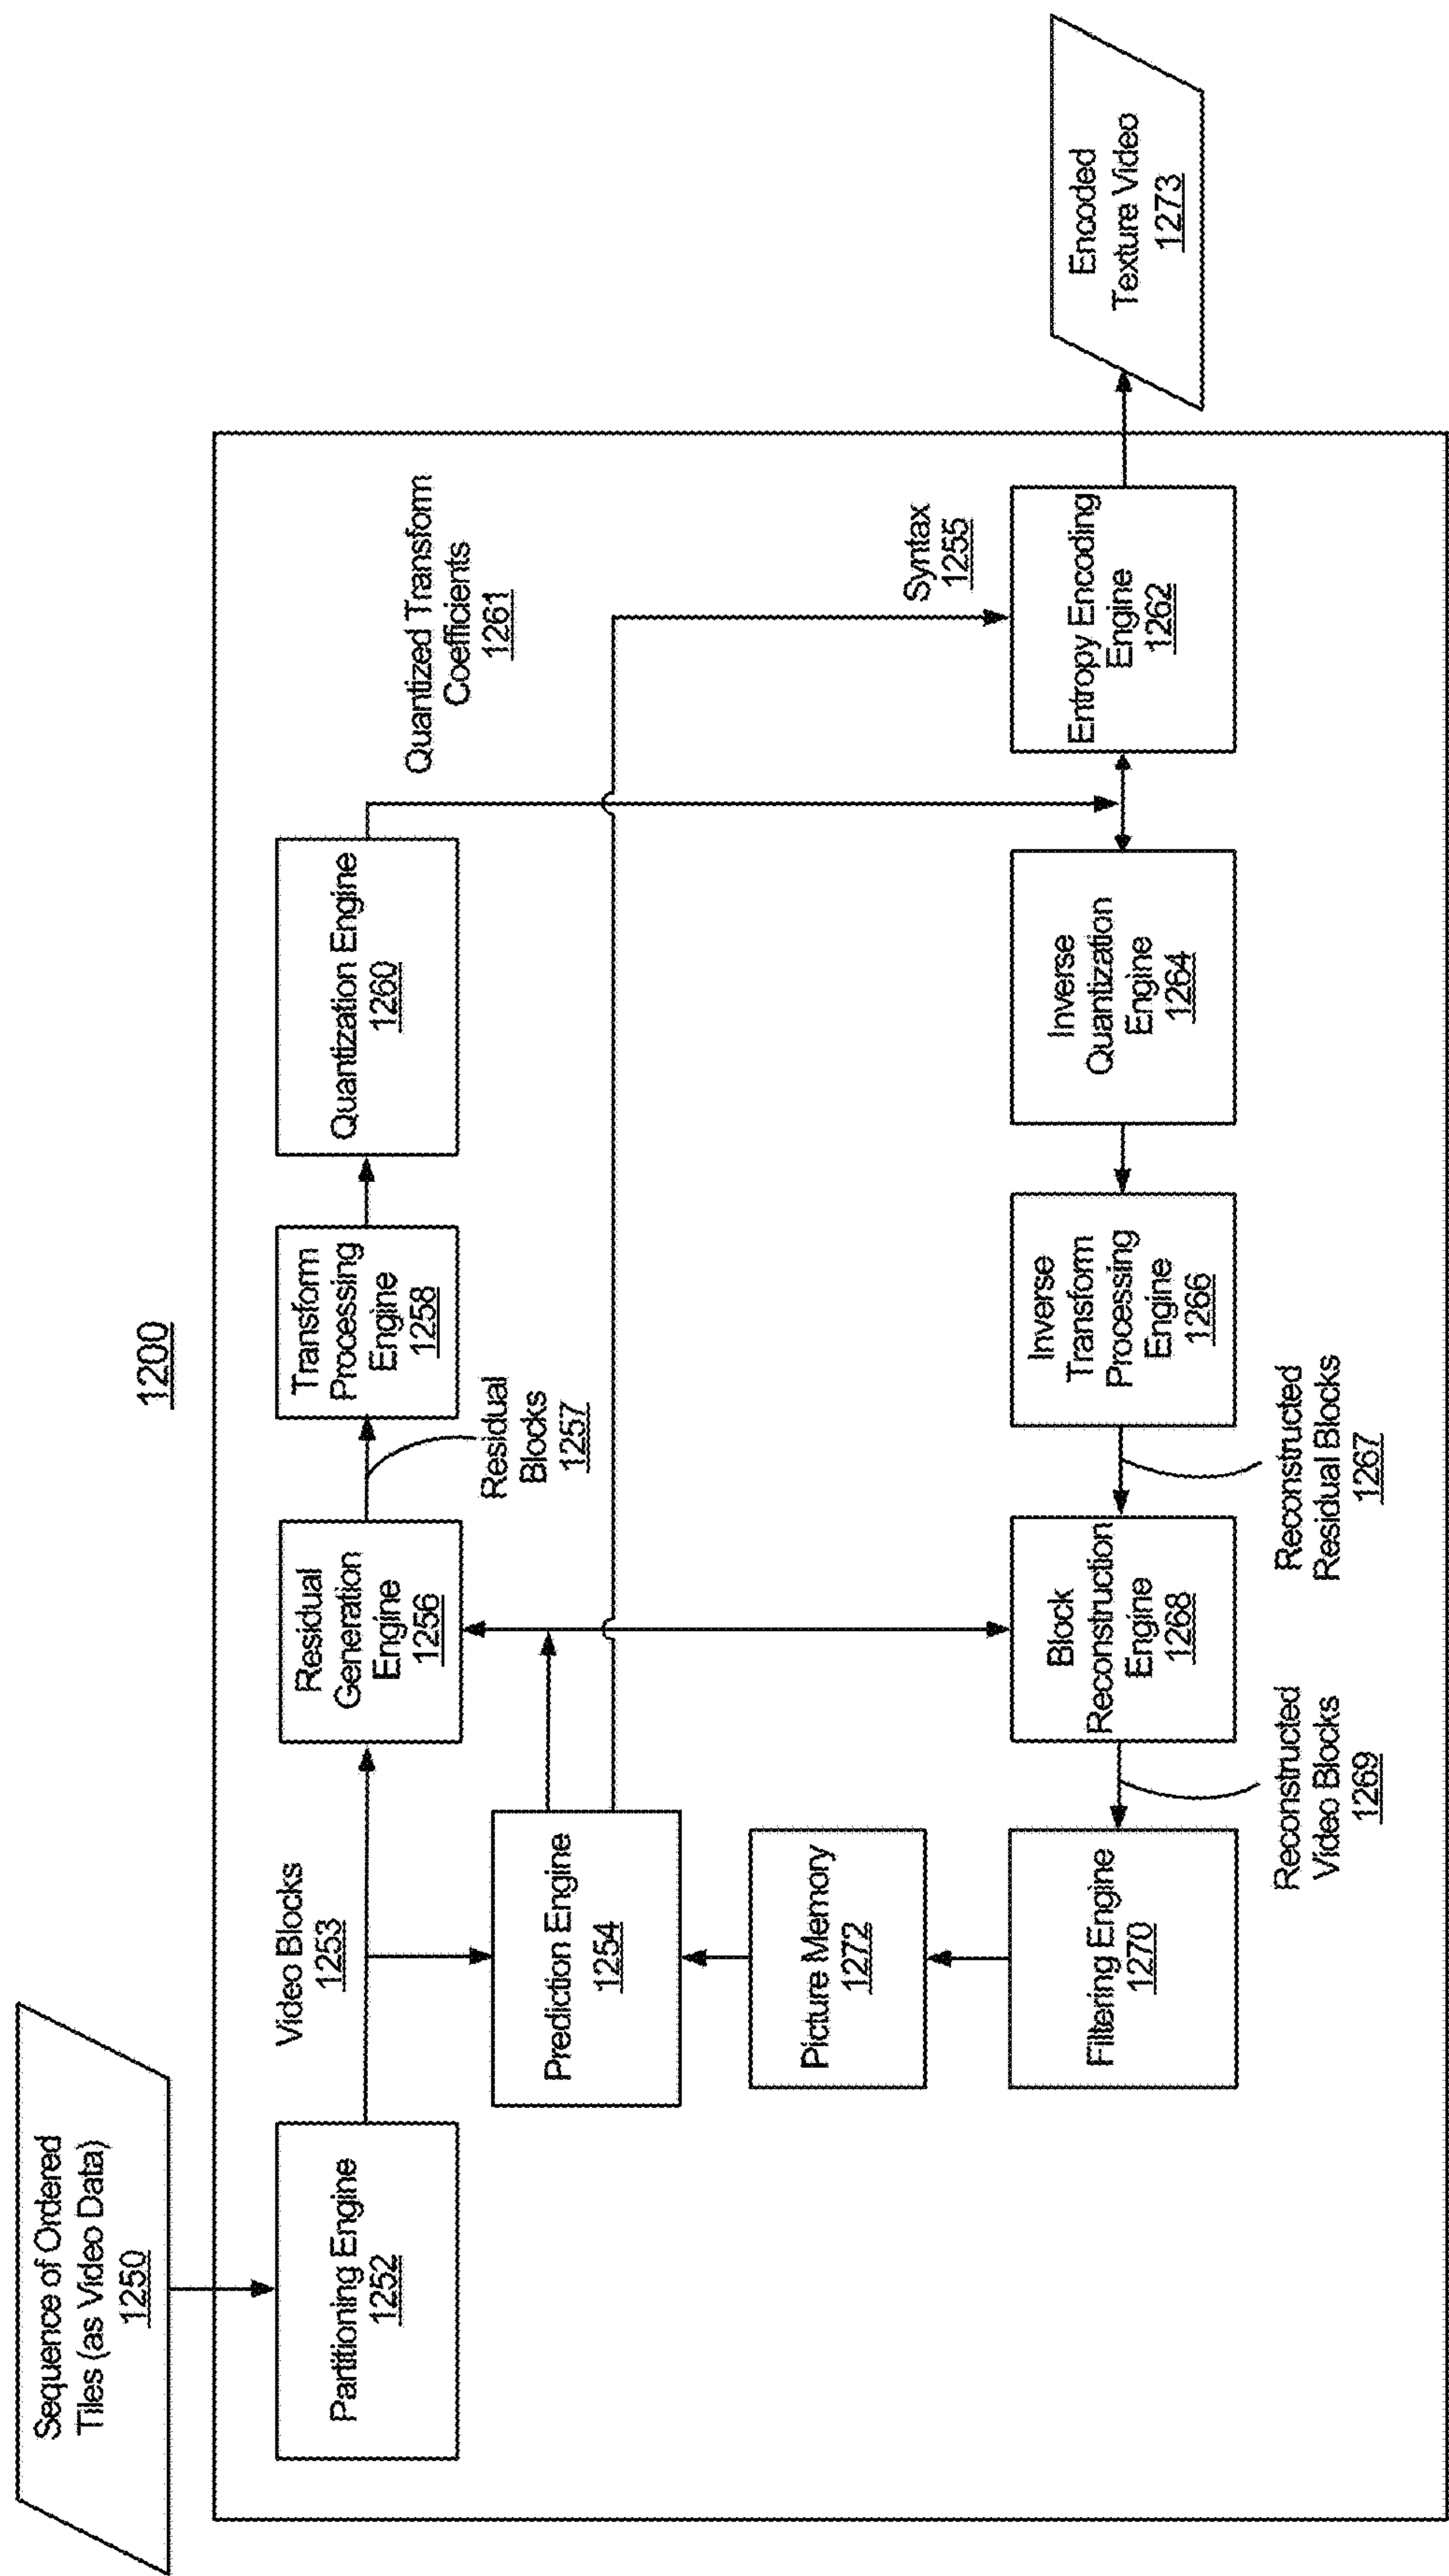 1200
Sequence of Ordered
Tiles (as Video Data)
1250
Partitioning Engine
1252
Video Blocks
1253
Residual
Generation
Engine
1256
Residual
Blocks
1257
Transform
Processing
Engine
1258
Quantization Engine
1260
Quantized Transform
Coefficients
1261
Prediction Engine
1254
Syntax
1255
Picture Memory
1272
Filtering Engine
1270
Reconstructed
Video Blocks
1269
Block
Reconstruction
Engine
1268
Reconstructed
Residual Blocks
1267
Inverse
Transform
Processing
Engine
1266
Inverse
Quantization
Engine
1264
Entropy Encoding
Engine
1262
Encoded
Texture Video
1273